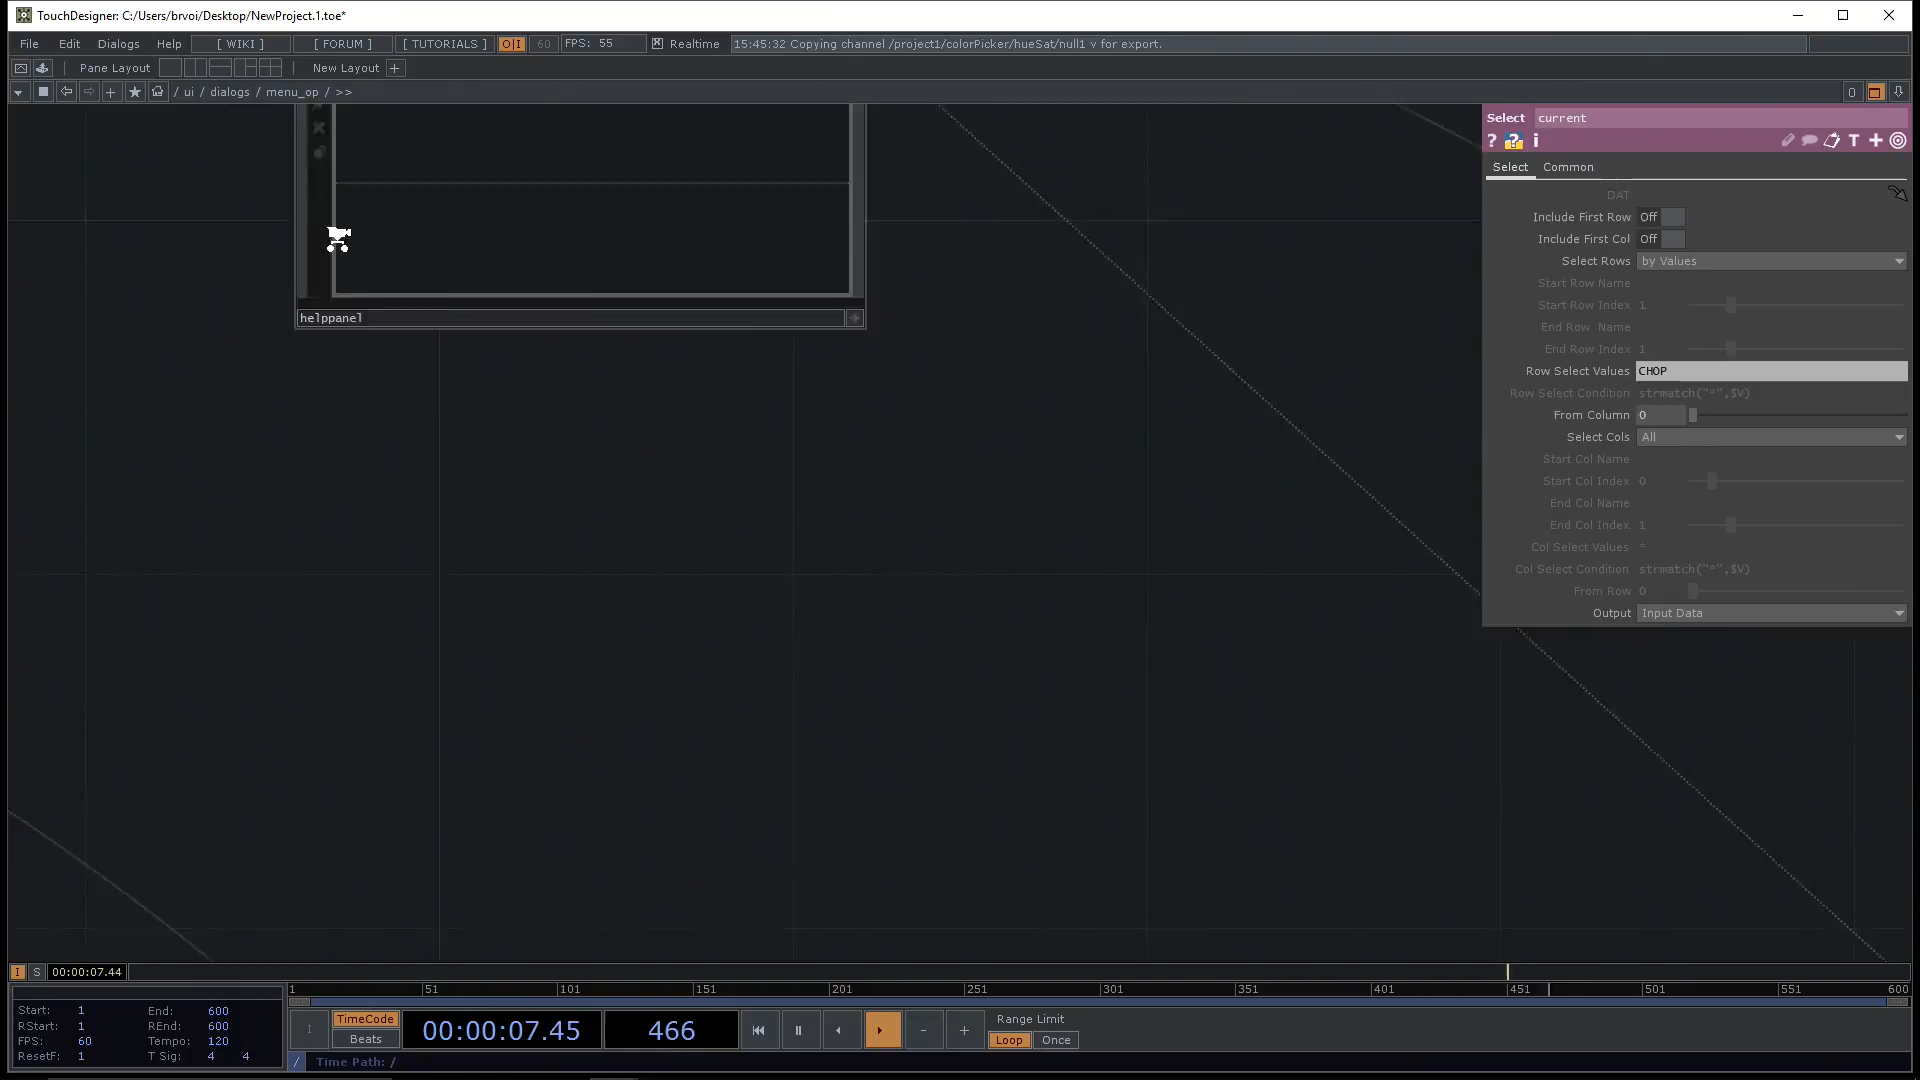 TouchDesigner: C:/Users/brvoi/Desktop/NewProject.1.toe*
File Edit Dialogs Help [ WIKI ] [ FORUM ] [ TUTORIALS ] O|I 60 FPS: 55 Realtime 15:45:32 Copying channel /project1/colorPicker/hueSat/null1 v for export.
Pane Layout New Layout +
/ ui / dialogs / menu_op / >> 0
Select current
? ? i T
Select Common
DAT
Include First Row Off
Include First Col Off
Select Rows by Values
Start Row Name
Start Row Index 1
End Row Name
End Row Index 1
Row Select Values CHOP
Row Select Condition strmatch("*",$V)
From Column 0
Select Cols All
Start Col Name
Start Col Index 0
End Col Name
End Col Index 1
Col Select Values *
Col Select Condition strmatch("*",$V)
From Row 0
Output Input Data
helppanel
I S 00:00:07.44
1 51 101 151 201 251 301 351 401 451 501 551 600
Start: 1 End: 600
RStart: 1 REnd: 600
FPS: 60 Tempo: 120
ResetF: 1 T Sig: 4 4
I TimeCode Beats 00:00:07.45 466 - +
Range Limit
Loop Once
/ Time Path: /